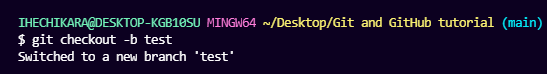 IHECHIKARA@DESKTOP-KGB10SU MINGW64 ~/Desktop/Git and GitHub tutorial (main)
$ git checkout -b test
Switched to a new branch 'test'